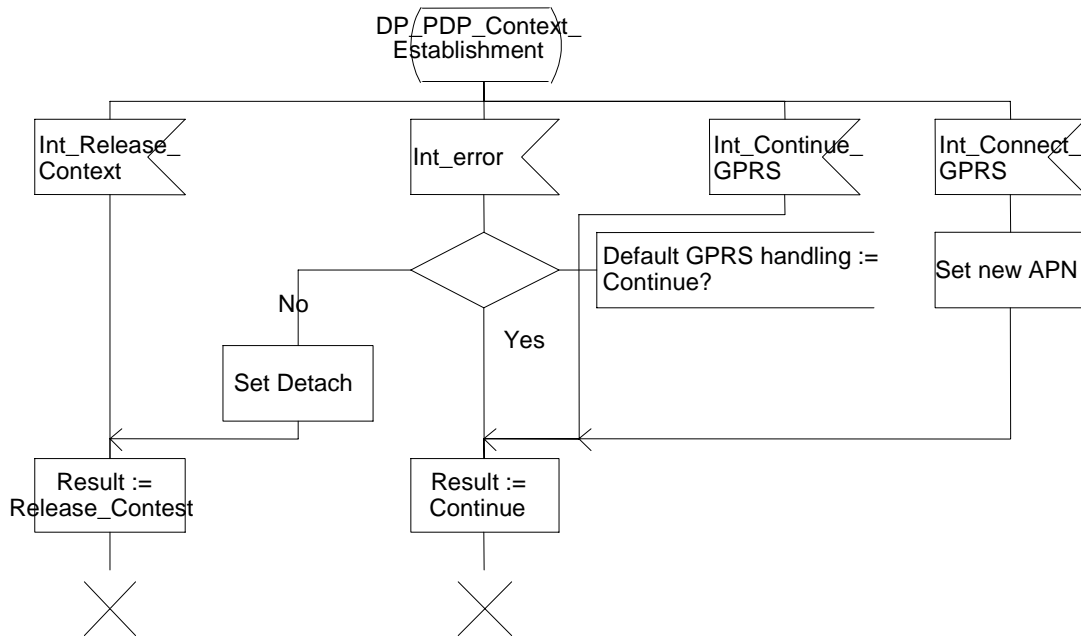 DP_PDP_Context_
Establishment
Int_Release_
Context
Int_error
Int_Continue_
GPRS
Int_Connect_
GPRS
Default GPRS handling :=
Continue?
Set new APN
No
Yes
Set Detach
Result :=
Release_Contest
Result :=
Continue